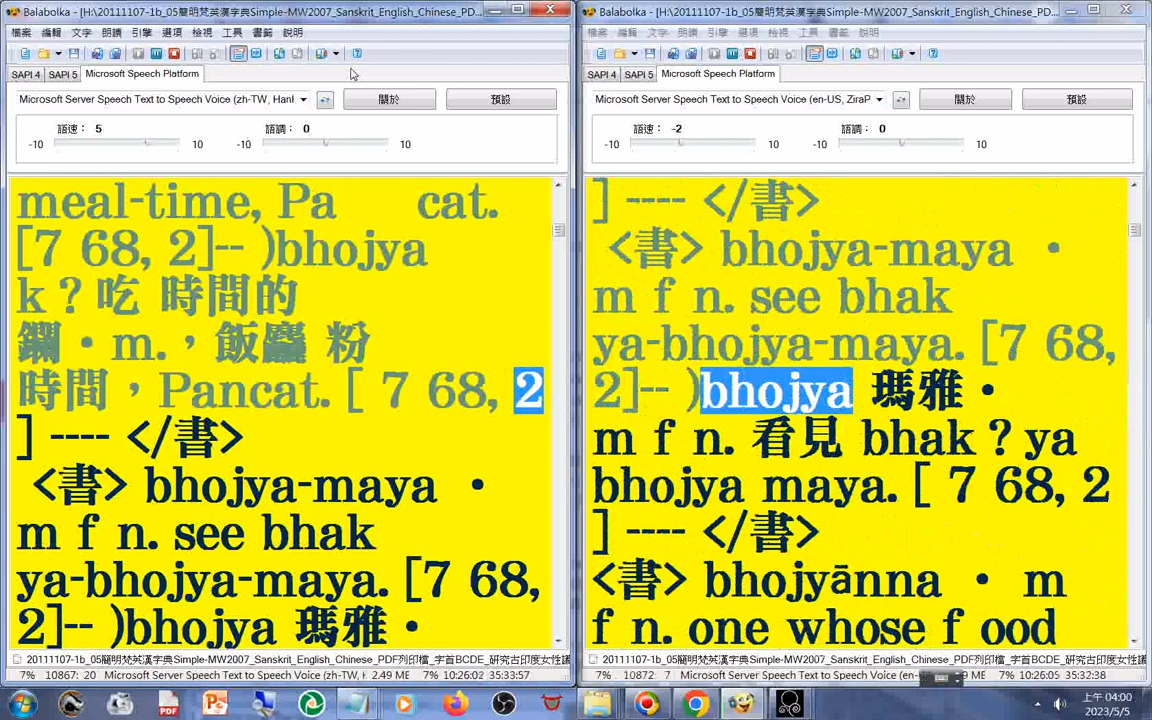 Balabolka - [H:\20111107-1b_05簡明梵英漢字典Simple-MW2007_Sanskrit_English_Chinese_PD...
檔案 編輯 文字 朗讀 引擎 選項 檢視 工具 書籤 說明
SAPI 4 SAPI 5 Microsoft Speech Platform
Microsoft Server Speech Text to Speech Voice (zh-TW, Hanl
關於 預設
語速： 5 語調： 0
-10 10 -10 10
meal-time, Pa cat.
[7 68, 2]-- )bhojya
k？吃 時間的
鑭・m.，飯麤 粉
時間，Pancat. [ 7 68, 2
] ---- </書>
<書> bhojya-maya ・
m f n. see bhak
ya-bhojya-maya. [7 68,
2]-- )bhojya 瑪雅・
20111107-1b_05簡明梵英漢字典Simple-MW2007_Sanskrit_English_Chinese_PDF列印檔_字首BCDE_研究古印度女性議
7% 10867: 20 Microsoft Server Speech Text to Speech Voice (zh-TW, H 2.49 MB 7% 10:26:02 35:33:57
Balabolka - [H:\20111107-1b_05簡明梵英漢字典Simple-MW2007_Sanskrit_English_Chinese_PD...
檔案 編輯 文字 朗讀 引擎 選項 檢視 工具 書籤 說明
SAPI 4 SAPI 5 Microsoft Speech Platform
Microsoft Server Speech Text to Speech Voice (en-US, ZiraP
關於 預設
語速： -2 語調： 0
-10 10 -10 10
] ---- </書>
<書> bhojya-maya ・
m f n. see bhak
ya-bhojya-maya. [7 68,
2]-- )bhojya 瑪雅・
m f n. 看見 bhak？ya
bhojya maya. [ 7 68, 2
] ---- </書>
<書> bhojyānna ・ m
f n. one whose f ood
20111107-1b_05簡明梵英漢字典Simple-MW2007_Sanskrit_English_Chinese_PDF列印檔_字首BCDE_研究古印度女性議
7% 10872: 7 Microsoft Server Speech Text to Speech Voice (en-US 9 MB 7% 10:26:05 35:32:38
PDF
上午 04:00
2023/5/5